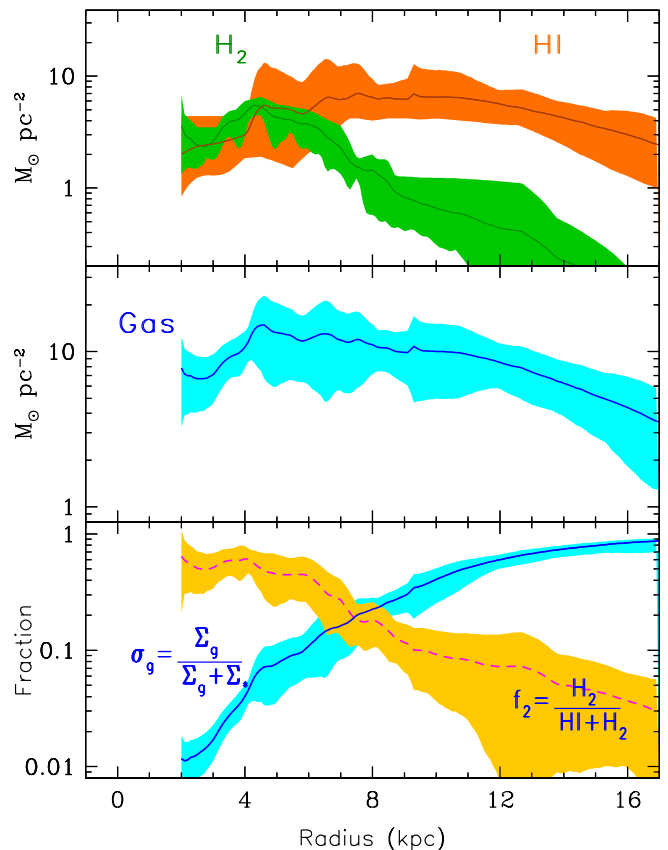 H₂ HI
10
1
M⊙ pc⁻²
Gas
10
1
M⊙ pc⁻²
1
0.1
0.01
Fraction
σg = Σg / (Σg + Σ*)
f₂ = H₂ / (HI + H₂)
0 4 8 12 16
Radius (kpc)